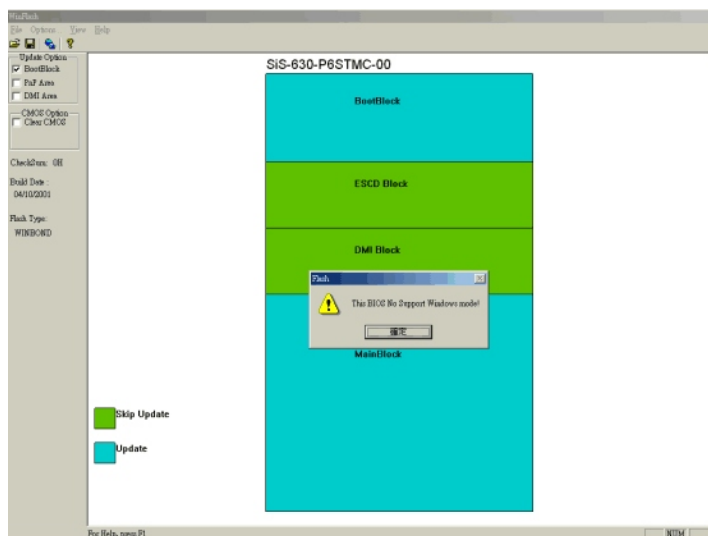 WinFlash
File Options View Help
Update Option
BootBlock
PnP Area
DMI Area
CMOS Option
Clear CMOS
CheckSum: 0H
Build Date :
04/10/2001
Flash Type:
WINBOND
SiS-630-P6STMC-00
BootBlock
ESCD Block
DMI Block
Flash
This BIOS No Support Windows mode!
確定
MainBlock
Skip Update
Update
For Help, press F1
NUM